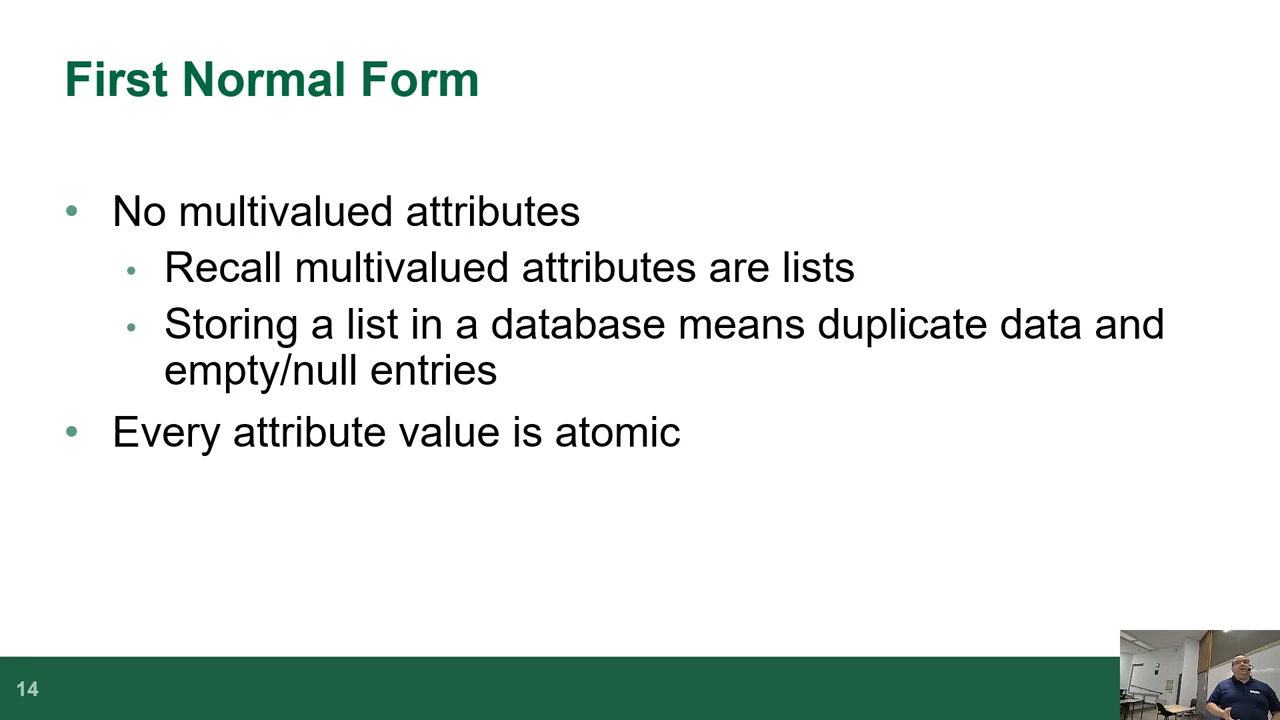 First Normal Form
• No multivalued attributes
• Recall multivalued attributes are lists
• Storing a list in a database means duplicate data and
empty/null entries
• Every attribute value is atomic
14